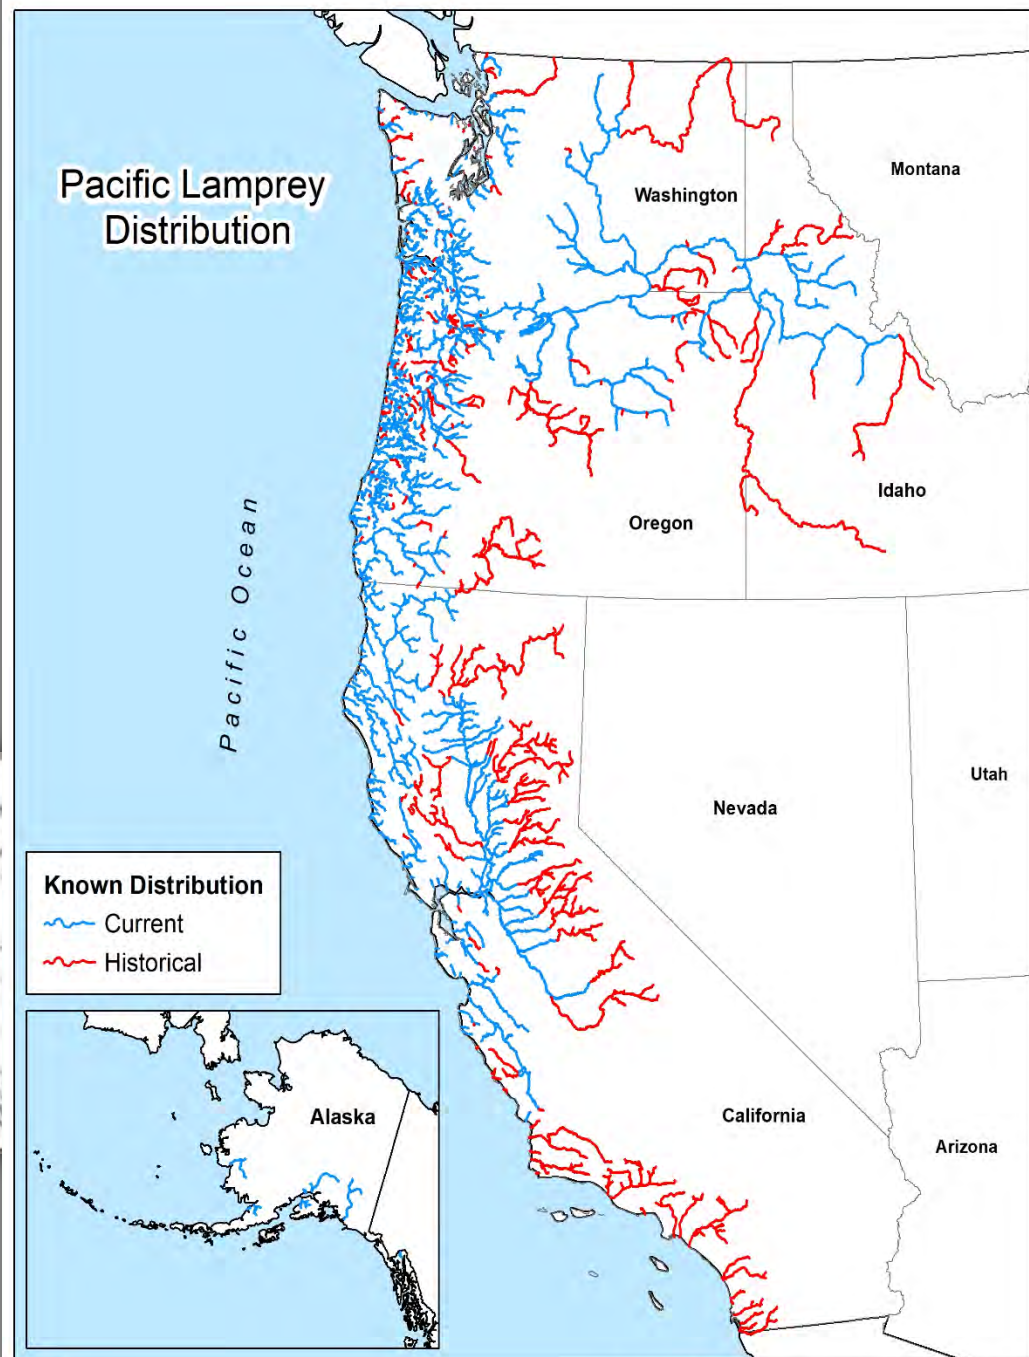 Pacific Lamprey
Distribution
Montana
Washington
Idaho
Oregon
Pacific Ocean
Utah
Nevada
Known Distribution
Current
Historical
Alaska
California
Arizona